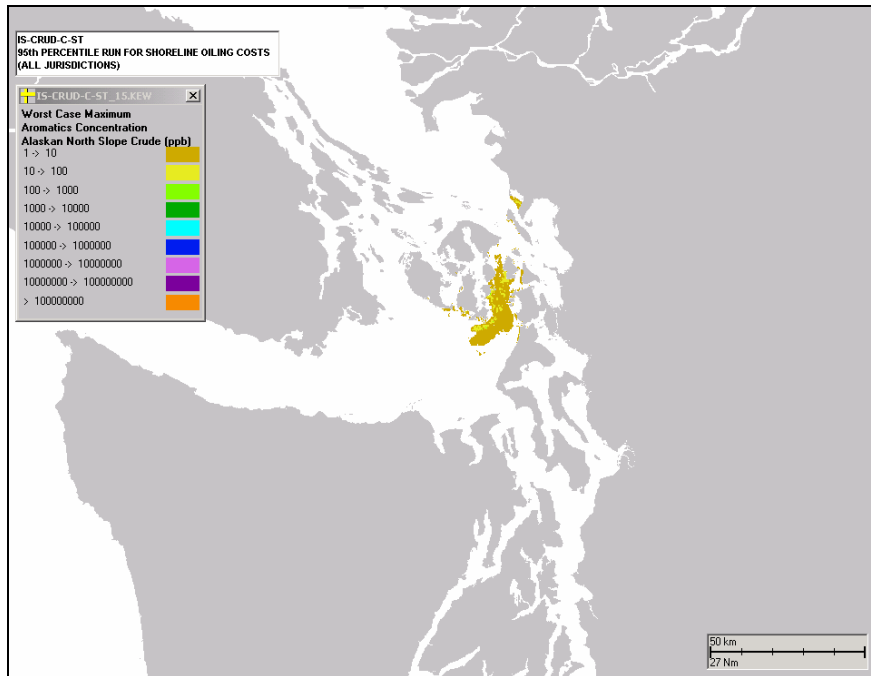 IS-CRUD-C-ST
95th PERCENTILE RUN FOR SHORELINE OILING COSTS
(ALL JURISDICTIONS)
IS-CRUD-C-ST_15.KEW
Worst Case Maximum
Aromatics Concentration
Alaskan North Slope Crude (ppb)
1 -> 10
10 -> 100
100 -> 1000
1000 -> 10000
10000 -> 100000
100000 -> 1000000
1000000 -> 10000000
10000000 -> 100000000
> 100000000
50 km
27 Nm